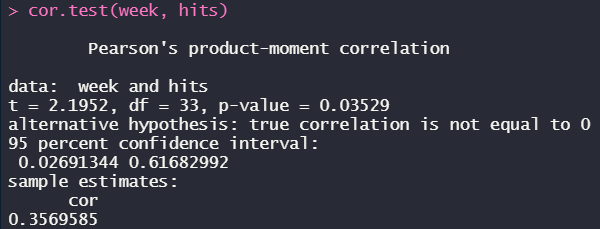 > cor.test(week, hits)
Pearson's product-moment correlation
data:  week and hits
t = 2.1952, df = 33, p-value = 0.03529
alternative hypothesis: true correlation is not equal to 0
95 percent confidence interval:
0.02691344 0.61682992
sample estimates:
cor
0.3569585